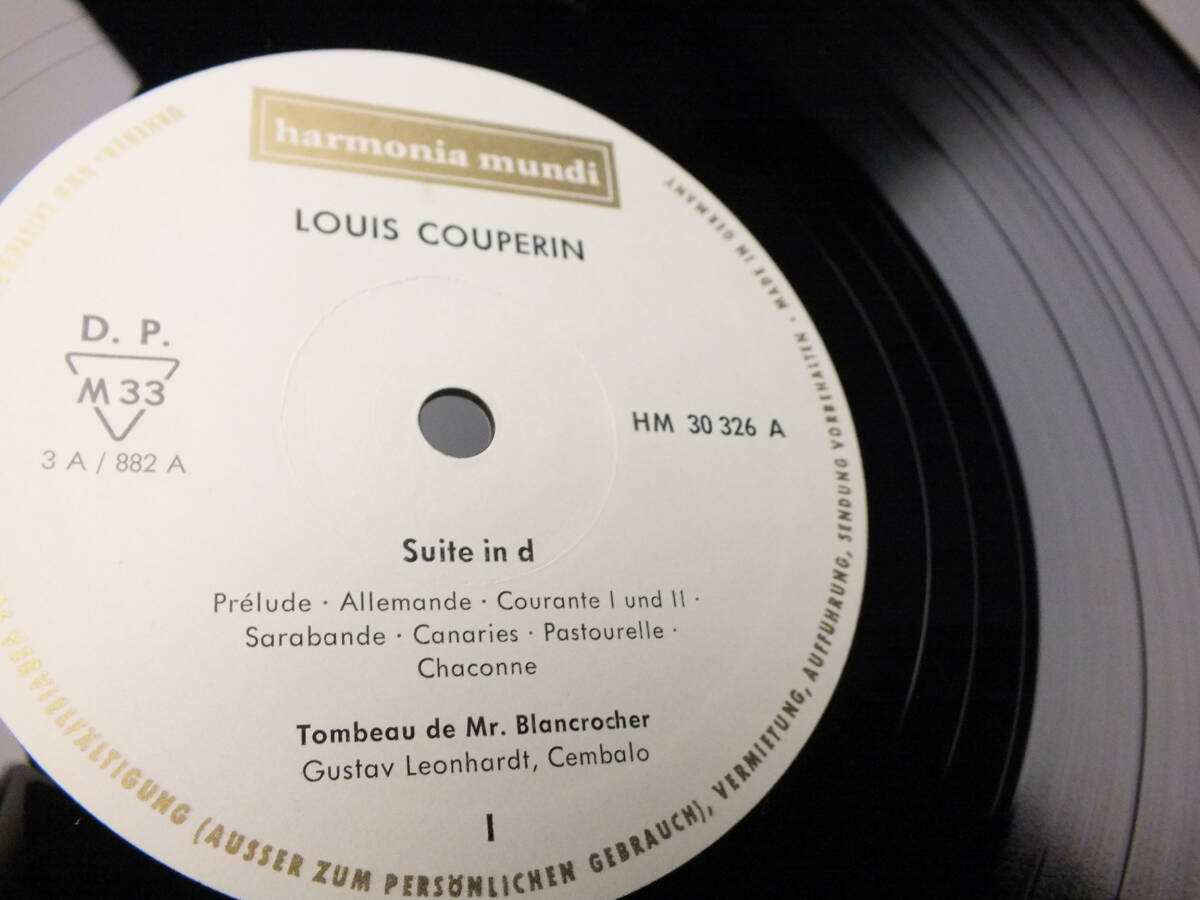 harmonia mundi
LOUIS COUPERIN
D. P.
M 33
3 A / 882 A
HM 30 326 A
Suite in d
Prélude · Allemande · Courante I und II ·
Sarabande · Canaries · Pastourelle ·
Chaconne
Tombeau de Mr. Blancrocher
Gustav Leonhardt, Cembalo
I
VERVIELFÄLTIGUNG (AUSSER ZUM PERSÖNLICHEN GEBRAUCH), VERMIETUNG, AUFFÜHRUNG, SENDUNG VORBEHALTEN · MADE IN GERMANY